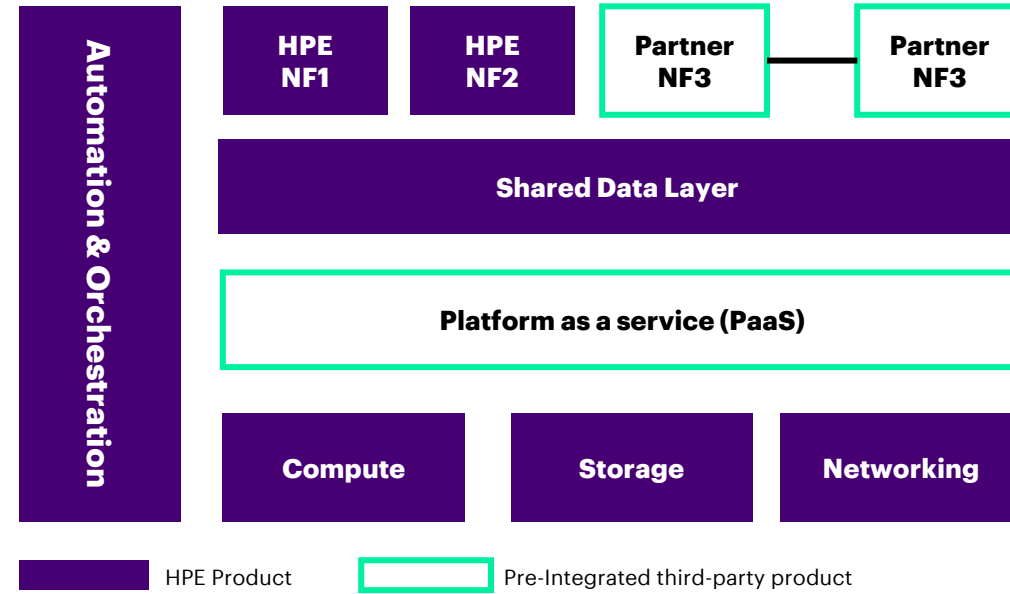 Automation & Orchestration
HPE
NF1
HPE
NF2
Partner
NF3
Partner
NF3
Shared Data Layer
Platform as a service (PaaS)
Compute
Storage
Networking
HPE Product
Pre-Integrated third-party product